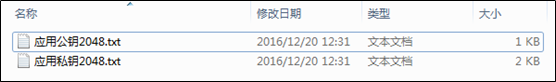 名称 修改日期 类型 大小
应用公钥2048.txt 2016/12/20 12:31 文本文档 1 KB
应用私钥2048.txt 2016/12/20 12:31 文本文档 2 KB